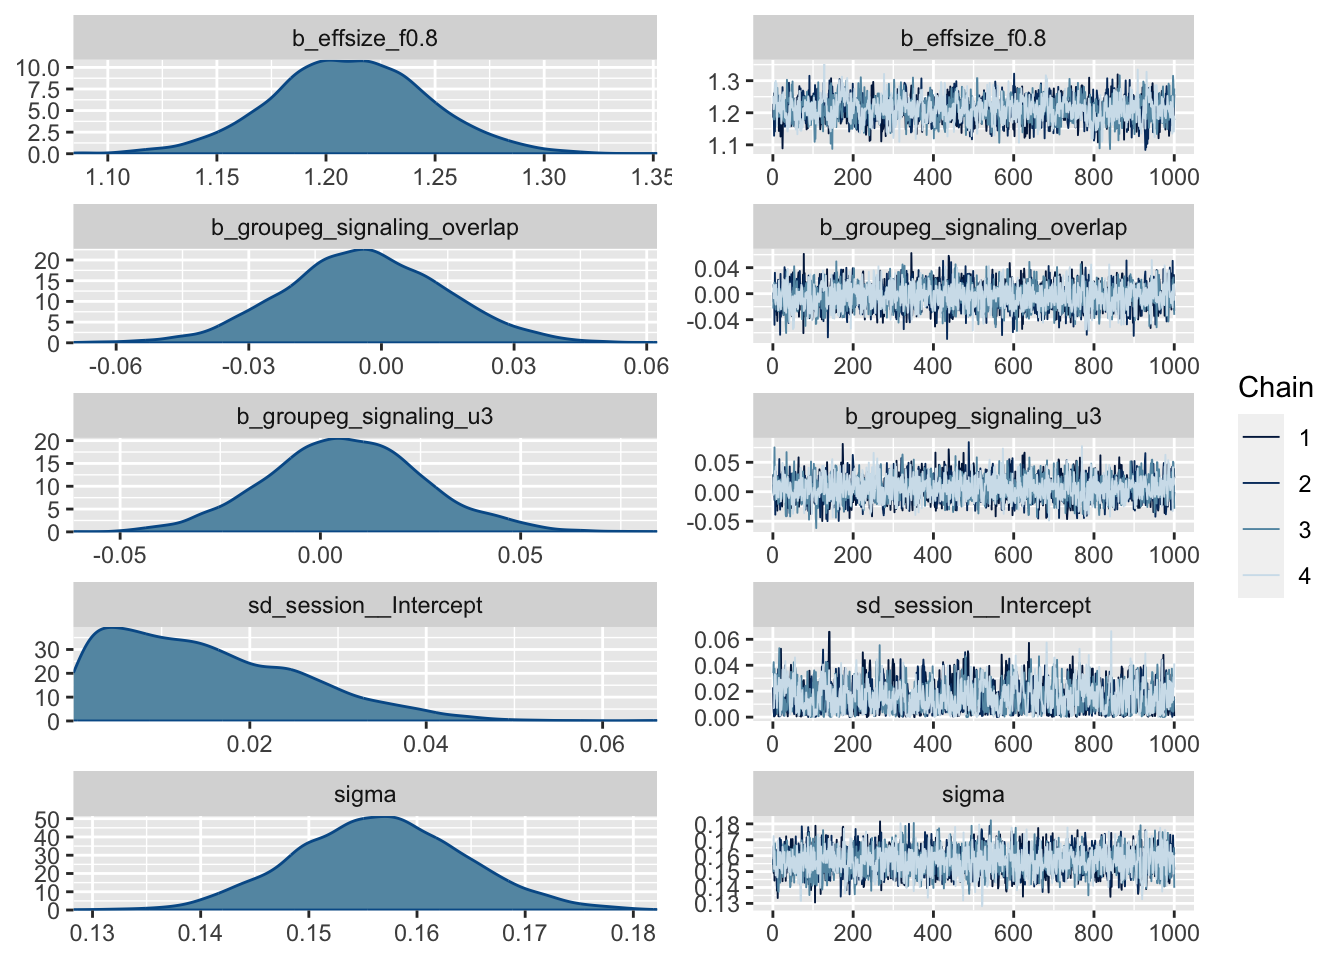 b_effsize_f0.8
10.0
7.5
5.0
2.5
0.0
1.10 1.15 1.20 1.25 1.30 1.35
b_effsize_f0.8
1.3
1.2
1.1
0 200 400 600 800 1000
b_groupeg_signaling_overlap
20
15
10
5
0
-0.06 -0.03 0.00 0.03 0.06
b_groupeg_signaling_overlap
0.04
0.00
-0.04
0 200 400 600 800 1000
b_groupeg_signaling_u3
20
15
10
5
0
-0.05 0.00 0.05
b_groupeg_signaling_u3
0.05
0.00
-0.05
0 200 400 600 800 1000
sd_session__Intercept
30
20
10
0
0.02 0.04 0.06
sd_session__Intercept
0.06
0.04
0.02
0.00
0 200 400 600 800 1000
sigma
50
40
30
20
10
0
0.13 0.14 0.15 0.16 0.17 0.18
sigma
0.18
0.17
0.16
0.15
0.14
0.13
0 200 400 600 800 1000
Chain
1
2
3
4